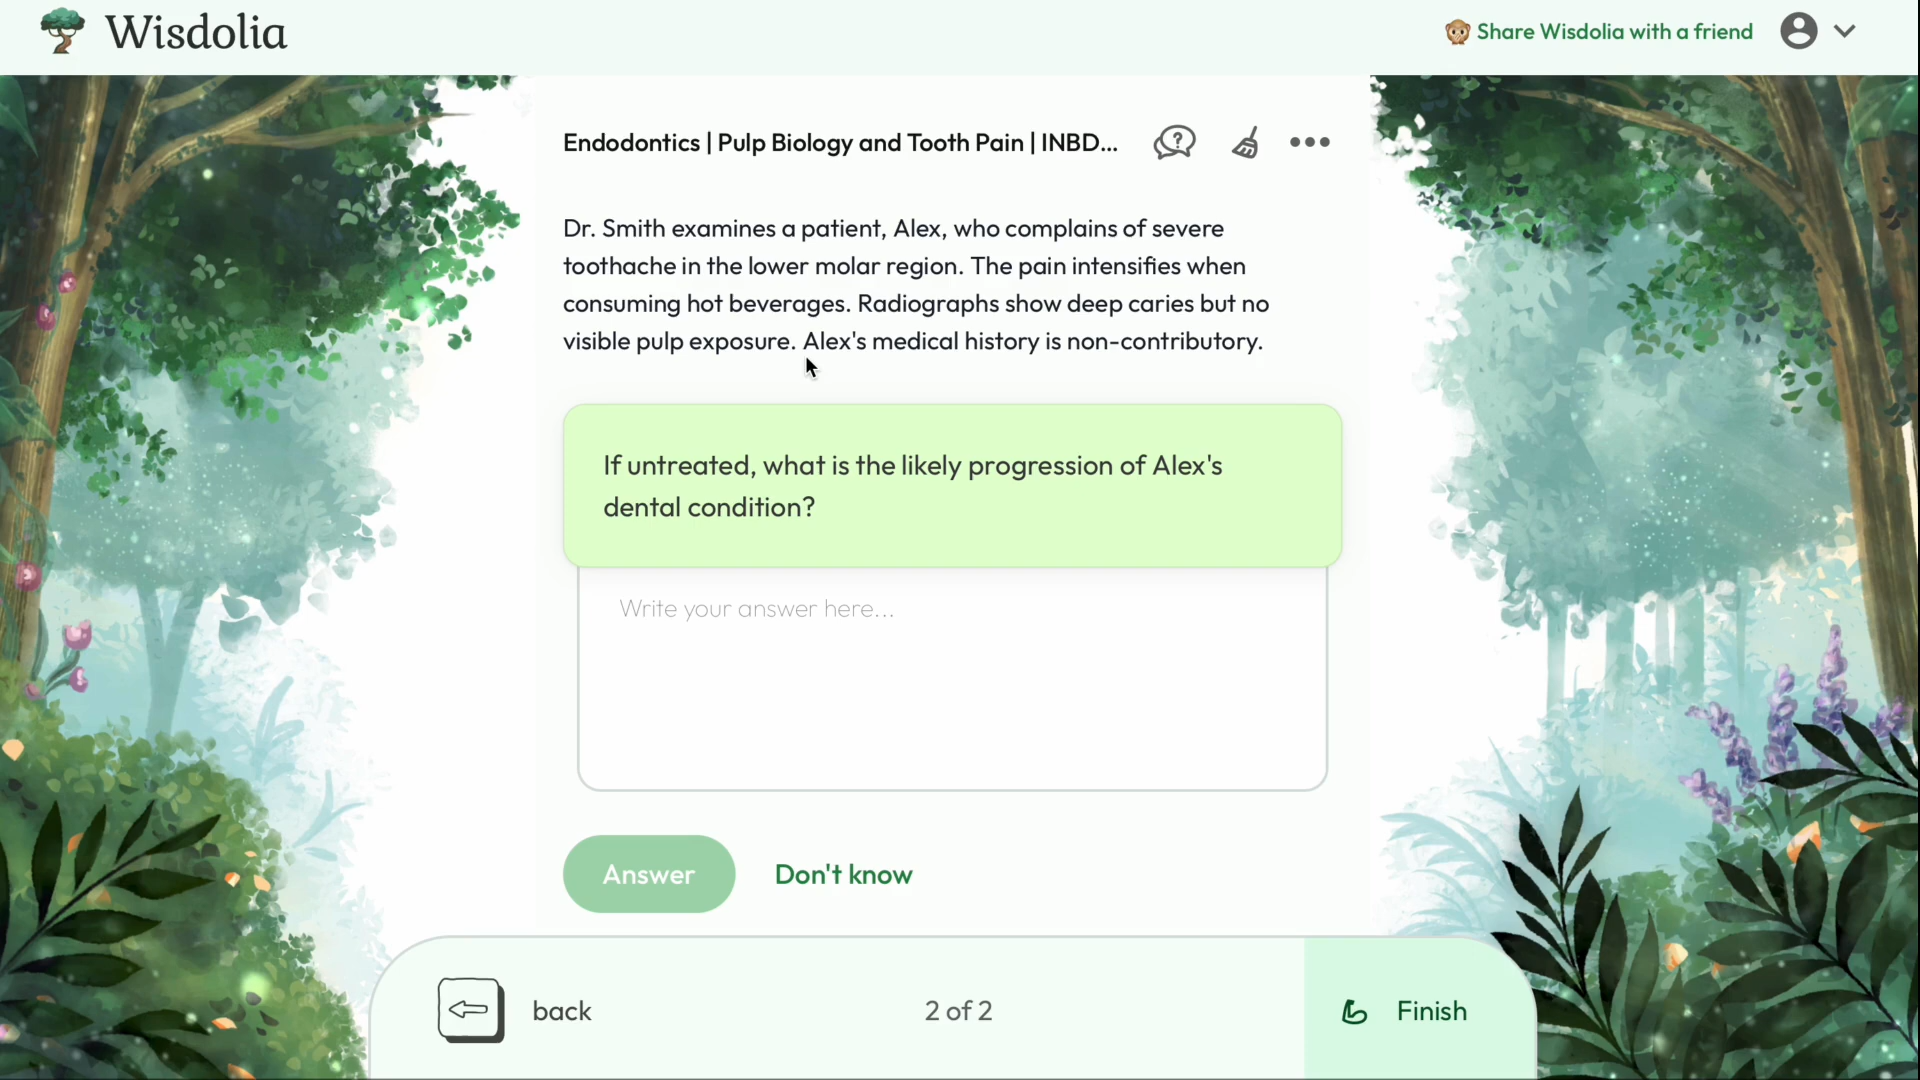 Wisdolia
Share Wisdolia with a friend
Endodontics | Pulp Biology and Tooth Pain | INBD...
Dr. Smith examines a patient, Alex, who complains of severe
toothache in the lower molar region. The pain intensifies when
consuming hot beverages. Radiographs show deep caries but no
visible pulp exposure. Alex's medical history is non-contributory.
If untreated, what is the likely progression of Alex's
dental condition?
Write your answer here...
Answer
Don't know
back
2 of 2
Finish